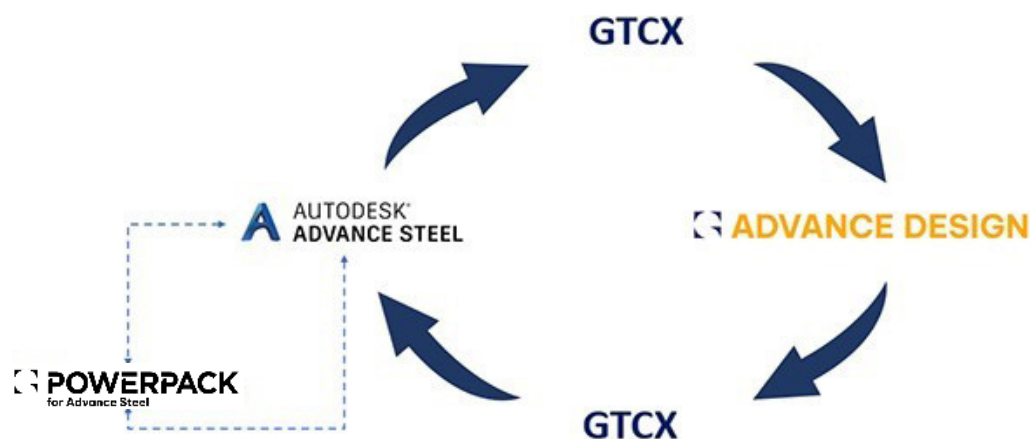 GTCX
AUTODESK®
ADVANCE STEEL
ADVANCE DESIGN
POWERPACK
for Advance Steel
GTCX